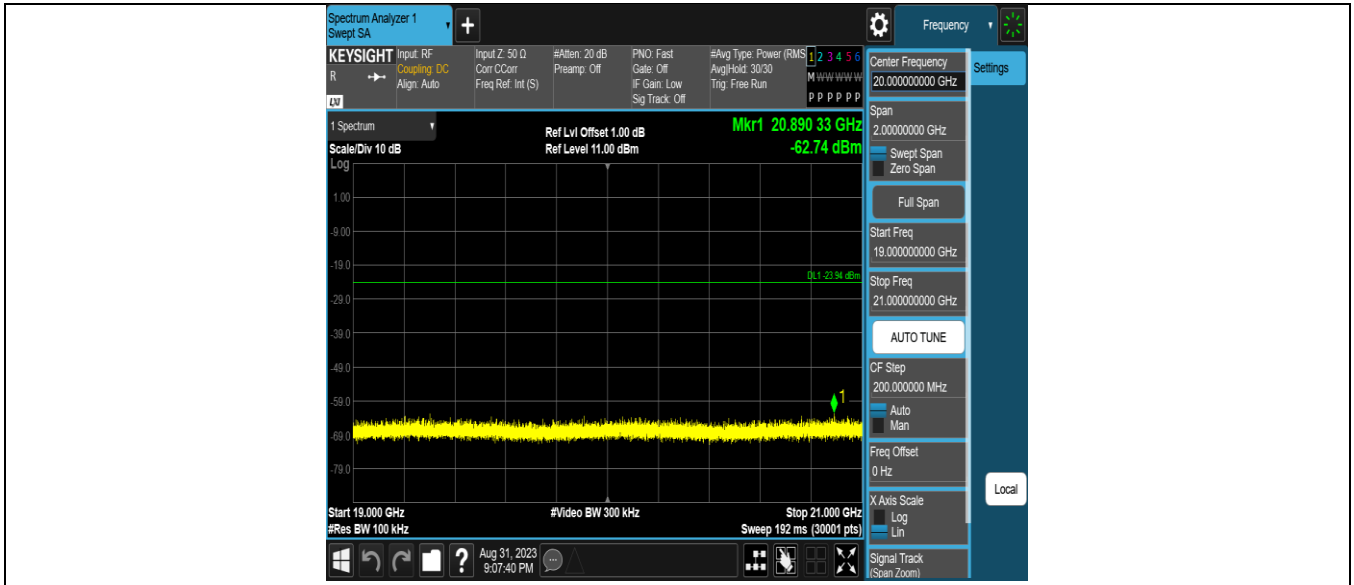 Spectrum Analyzer 1
Swept SA
+
Frequency
KEYSIGHT
R
LXI
Input: RF
Coupling: DC
Align: Auto
Input Z: 50 Ω
Corr CCorr
Freq Ref: Int (S)
#Atten: 20 dB
Preamp: Off
PNO: Fast
Gate: Off
IF Gain: Low
Sig Track: Off
#Avg Type: Power (RMS
Avg|Hold: 30/30
Trig: Free Run
1 2 3 4 5 6
M W W W W W
P P P P P P
Center Frequency
20.000000000 GHz
Settings
Span
2.00000000 GHz
Swept Span
Zero Span
Full Span
Start Freq
19.000000000 GHz
Stop Freq
21.000000000 GHz
AUTO TUNE
CF Step
200.000000 MHz
Auto
Man
Freq Offset
0 Hz
X Axis Scale
Log
Lin
Signal Track
(Span Zoom)
Local
1 Spectrum
Scale/Div 10 dB
Log
Ref Lvl Offset 1.00 dB
Ref Level 11.00 dBm
Mkr1 20.890 33 GHz
-62.74 dBm
1.00
-9.00
-19.0
DL1 -23.94 dBm
-29.0
-39.0
-49.0
-59.0
1
-69.0
-79.0
Start 19.000 GHz
#Video BW 300 kHz
Stop 21.000 GHz
#Res BW 100 kHz
Sweep 192 ms (30001 pts)
?
Aug 31, 2023
9:07:40 PM